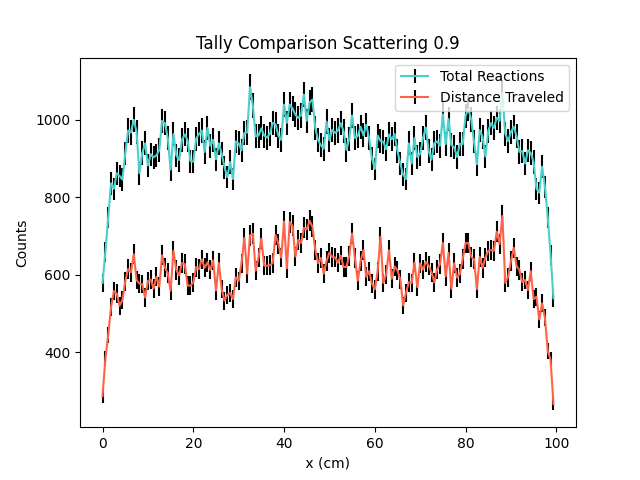 Tally Comparison Scattering 0.9
Total Reactions
Distance Traveled
Counts
1000
800
600
400
0
20
40
60
80
100
x (cm)